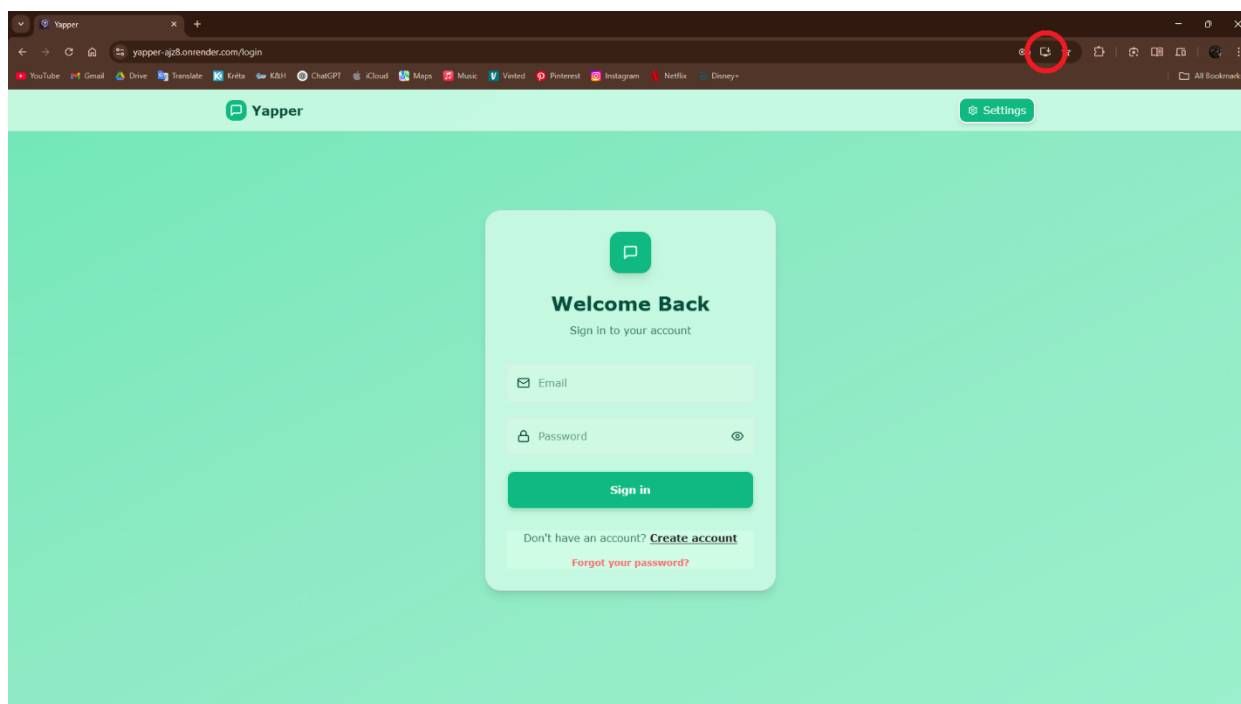 Yapper
yapper-ajz8.onrender.com/login
YouTube Gmail Drive Translate Kréta K&H ChatGPT iCloud Maps Music Vinted Pinterest Instagram Netflix Disney+ All Bookmark
Yapper
Settings
Welcome Back
Sign in to your account
Email
Password
Sign in
Don't have an account? Create account
Forgot your password?